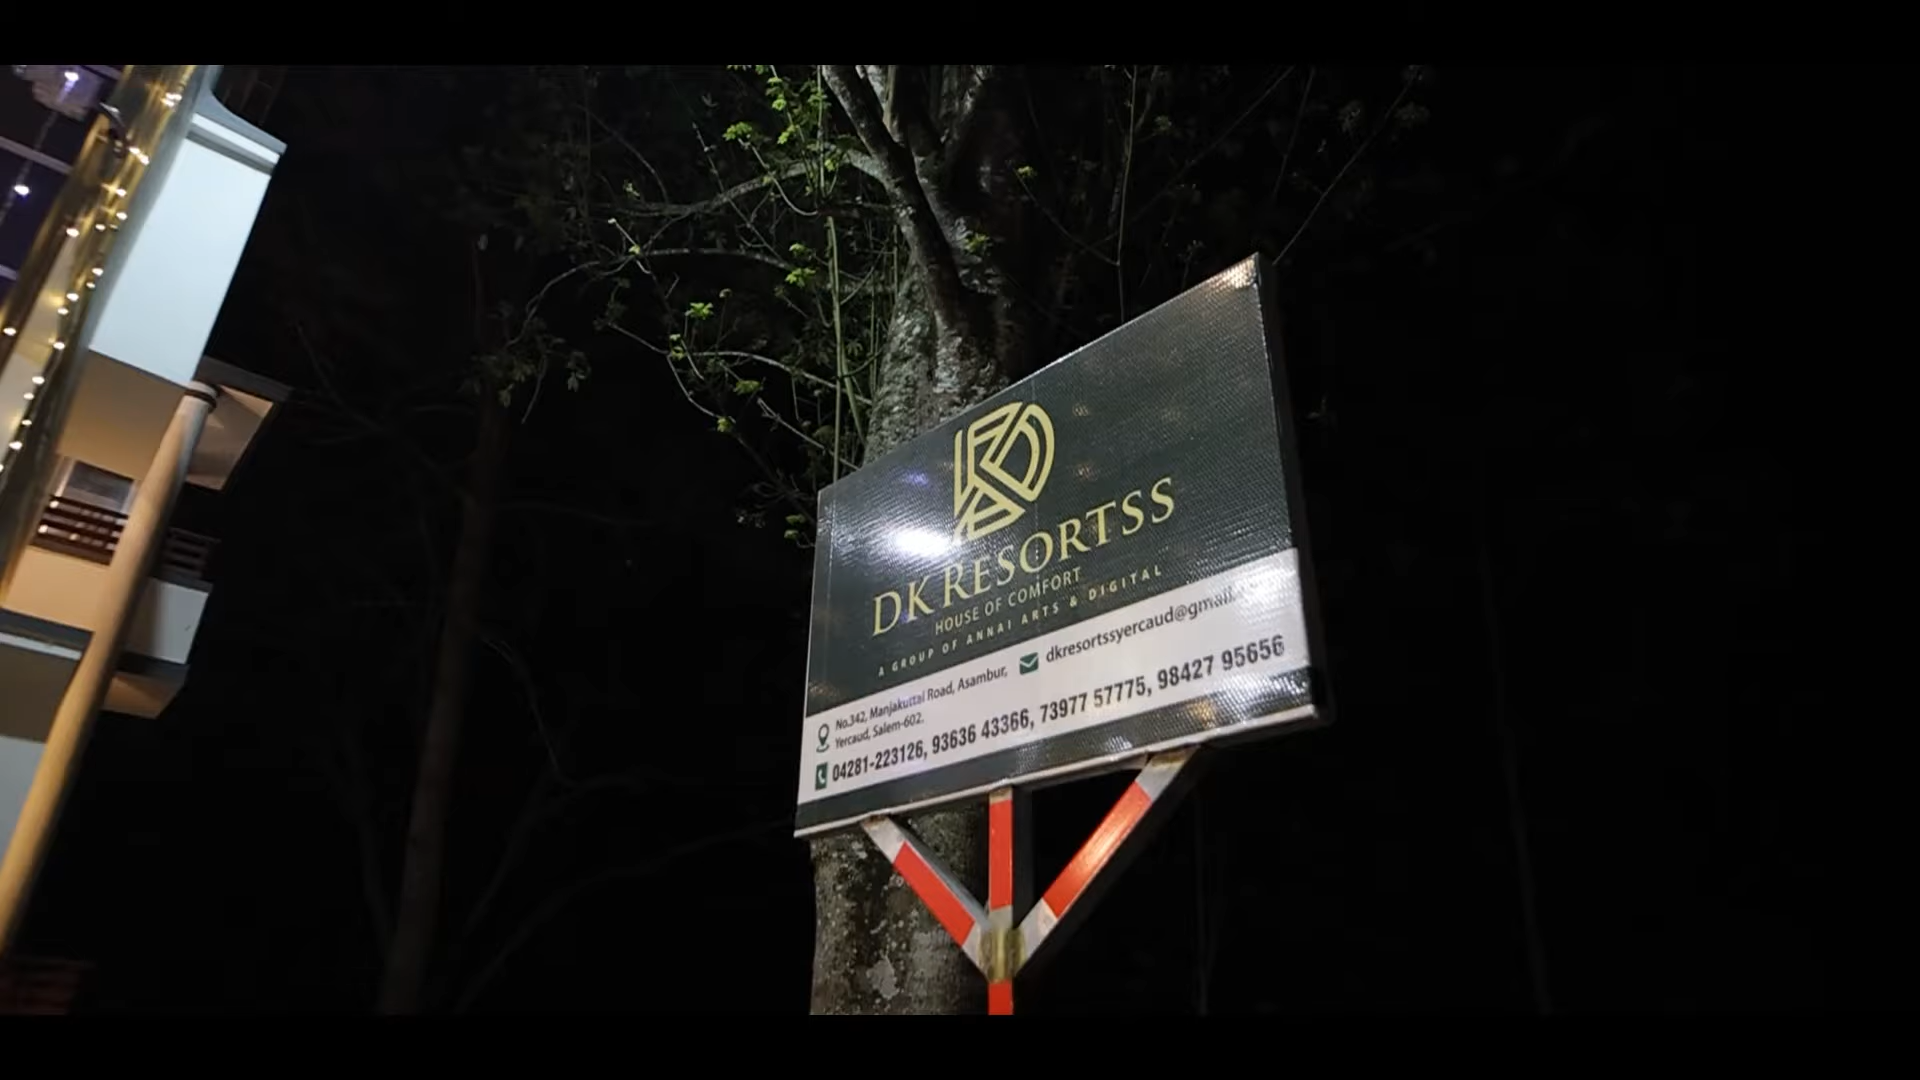 DK RESORTSS
HOUSE OF COMFORT
A GROUP OF ANNAI ARTS & DIGITAL
No.342, Manjakuttai Road, Asambur,
Yercaud, Salem-602.
dkresortssyercaud@gmail
04281-223126, 93636 43366, 73977 57775, 98427 95656